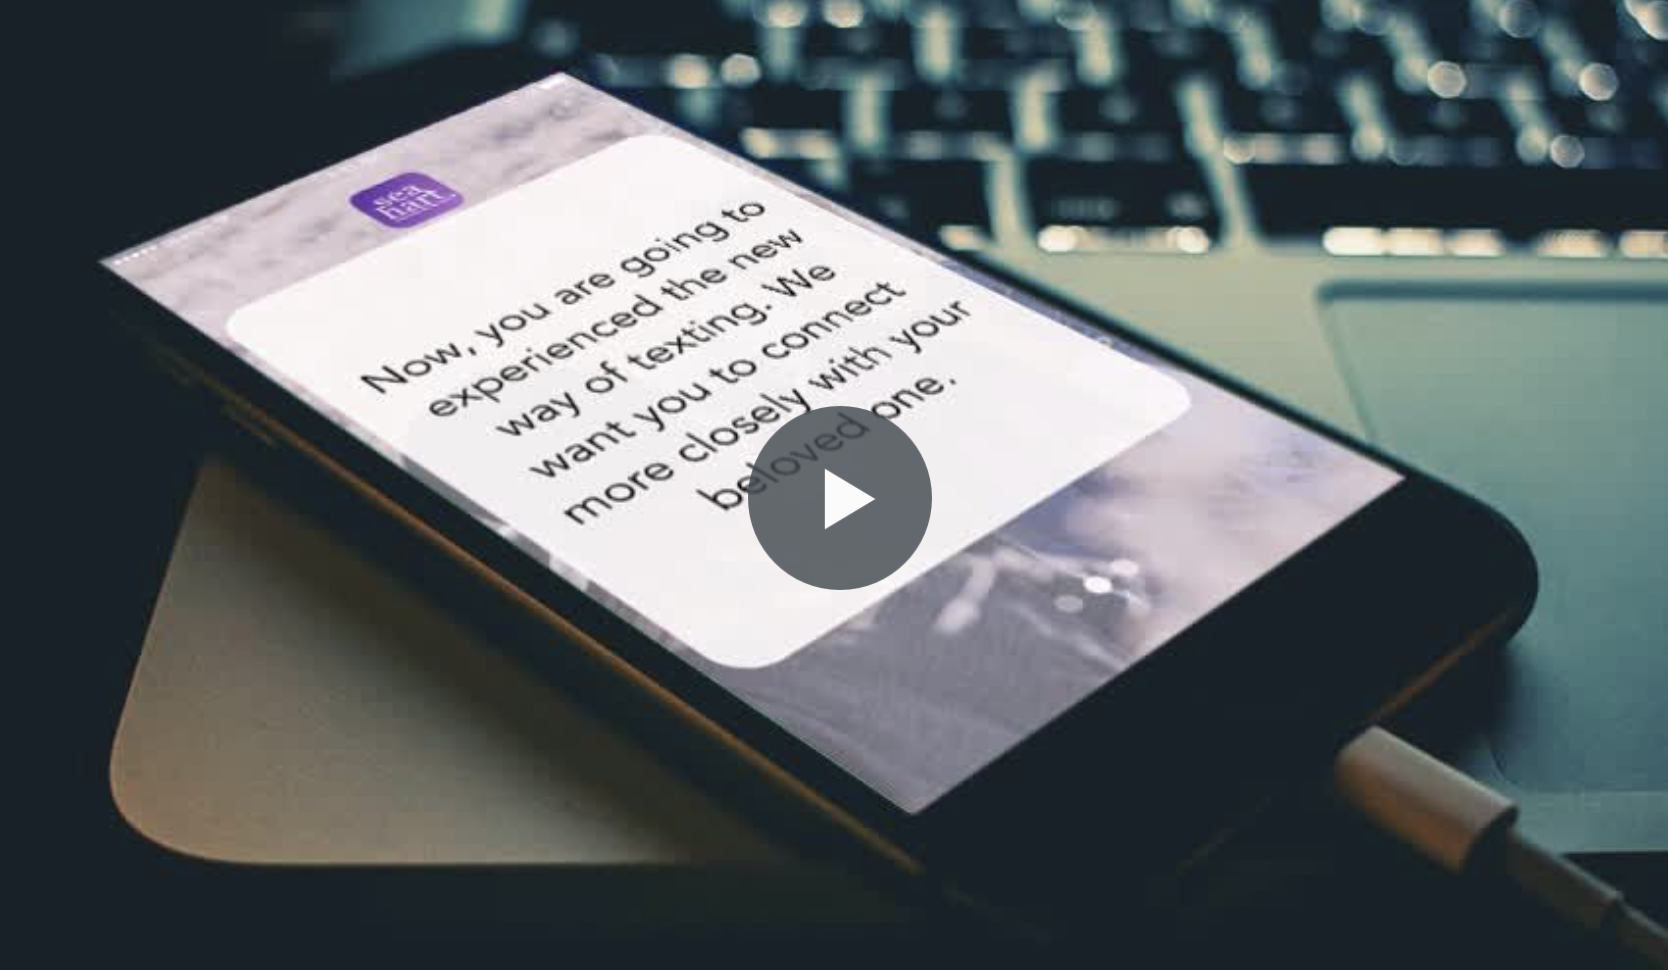 sea
hart
Now, you are going to
experienced the new
way of texting. We
want you to connect
more closely with your
beloved one.